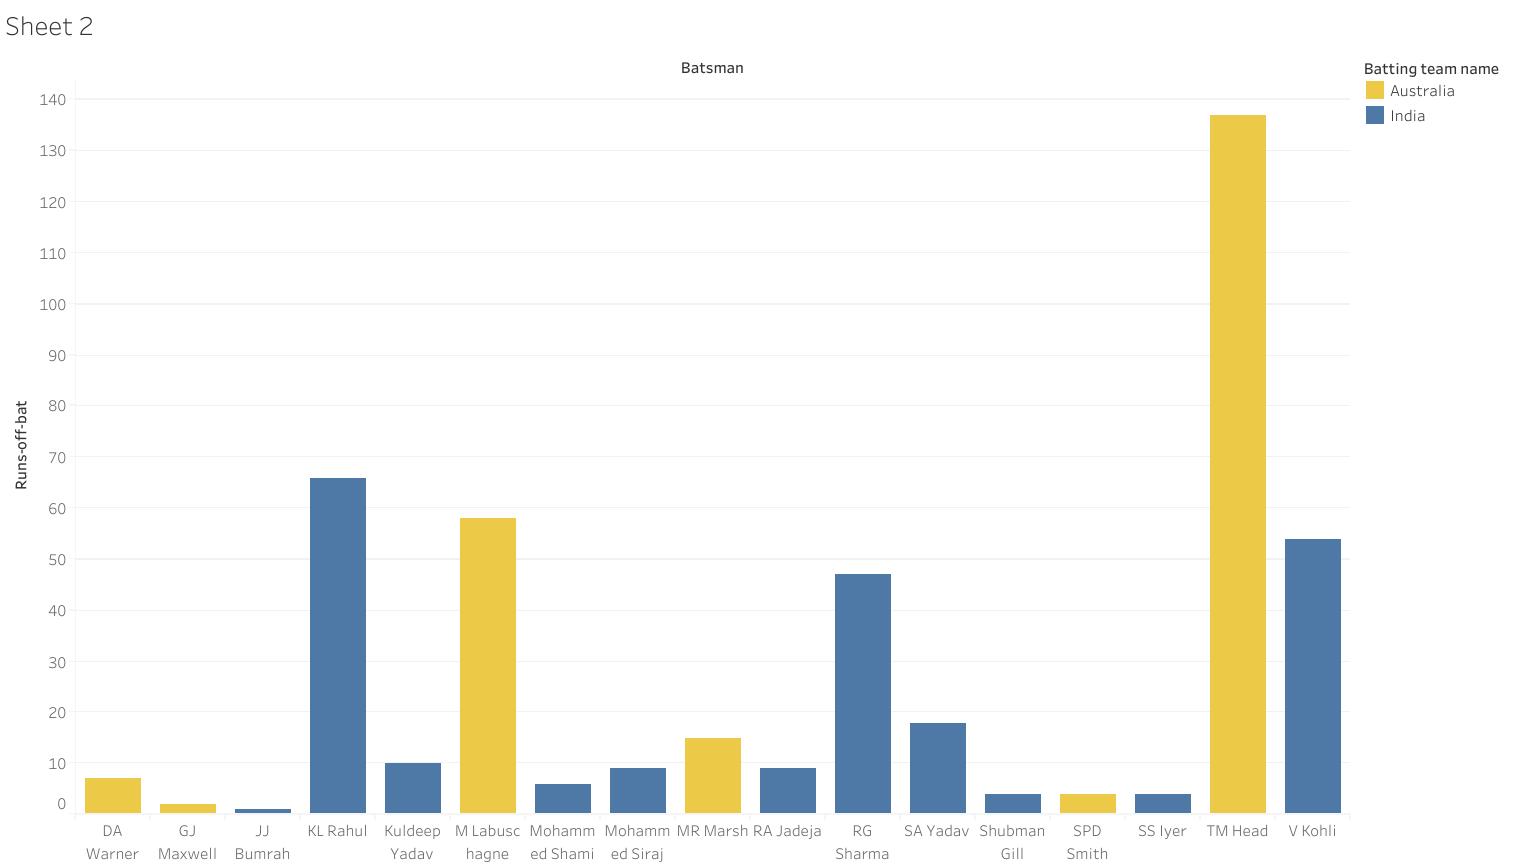 Sheet 2
Batsman
Batting team name
Australia
India
Runs-off-bat
140
130
120
110
100
90
80
70
60
50
40
30
20
10
0
DA
Warner
GJ
Maxwell
JJ
Bumrah
KL Rahul
Kuldeep
Yadav
M Labusc
hagne
Mohamm
ed Shami
Mohamm
ed Siraj
MR Marsh
RA Jadeja
RG
Sharma
SA Yadav
Shubman
Gill
SPD
Smith
SS Iyer
TM Head
V Kohli